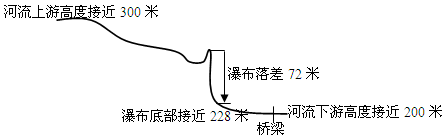 河流上游高度接近 300 米
瀑布落差 72 米
瀑布底部接近 228 米
河流下游高度接近 200 米
桥梁